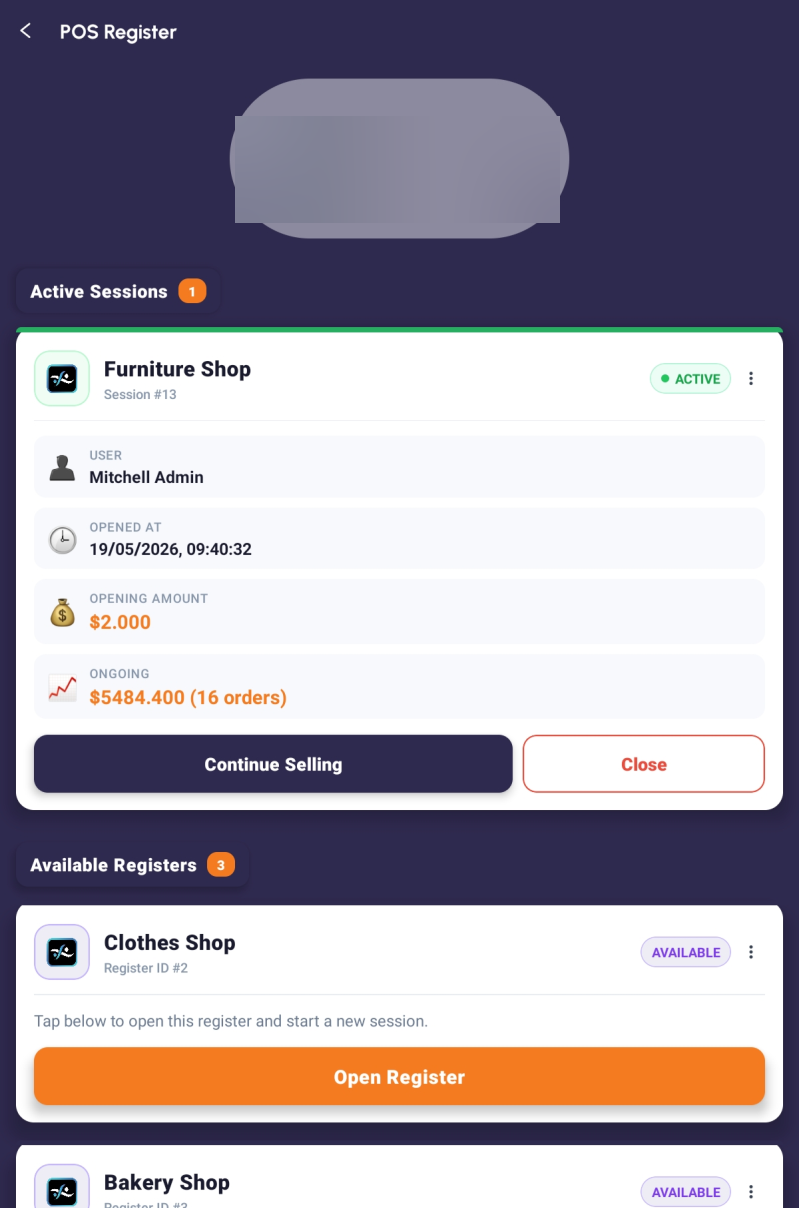 POS Register
Active Sessions 1
Furniture Shop
Session #13
ACTIVE
USER
Mitchell Admin
OPENED AT
19/05/2026, 09:40:32
OPENING AMOUNT
$2.000
ONGOING
$5484.400 (16 orders)
Continue Selling
Close
Available Registers 3
Clothes Shop
Register ID #2
AVAILABLE
Tap below to open this register and start a new session.
Open Register
Bakery Shop
Register ID #3
AVAILABLE